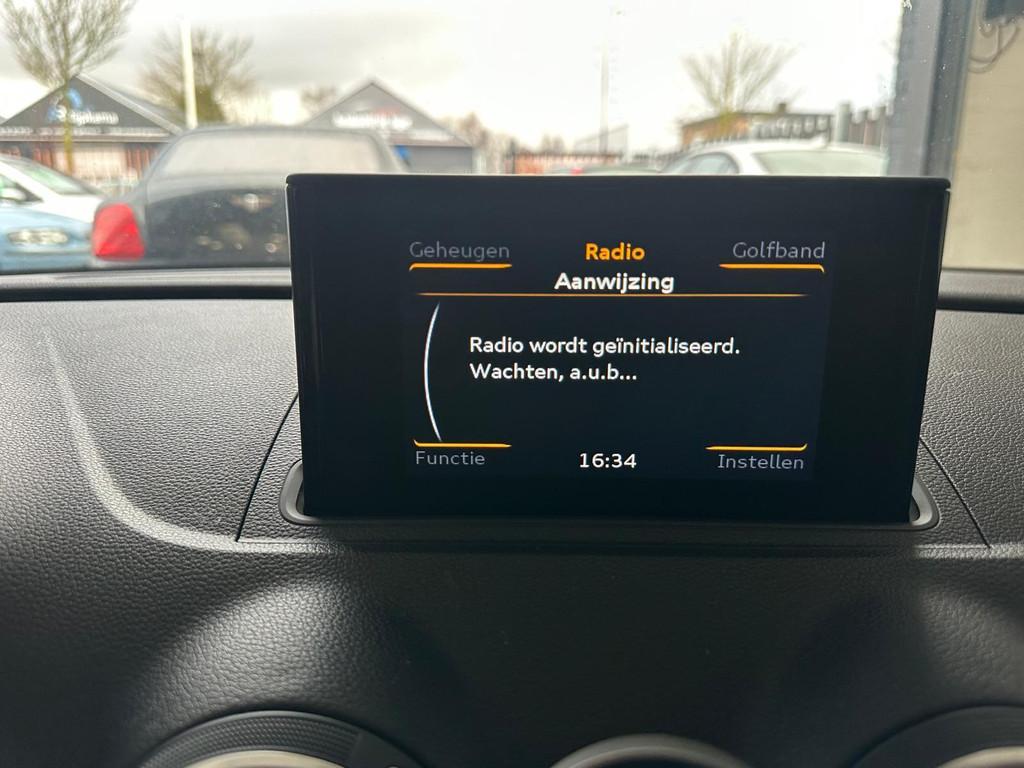 Geheugen Radio Golfband
Aanwijzing
Radio wordt geïnitialiseerd.
Wachten, a.u.b...
Functie 16:34 Instellen